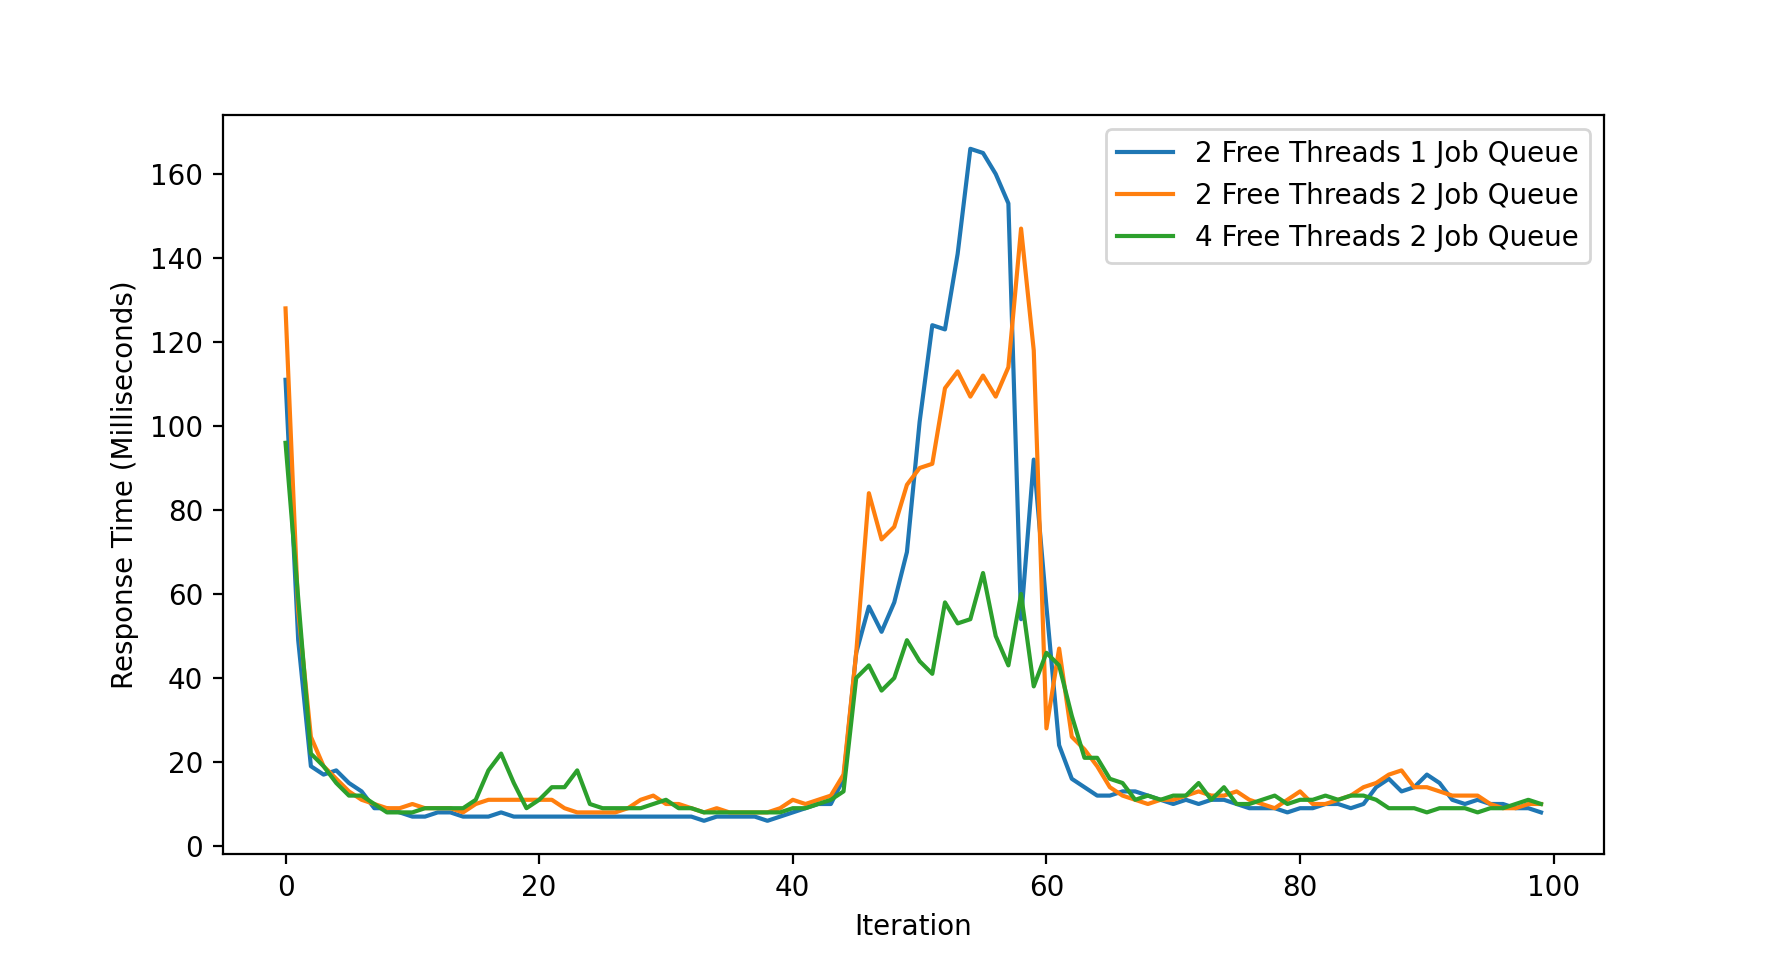 2 Free Threads 1 Job Queue
2 Free Threads 2 Job Queue
4 Free Threads 2 Job Queue
Response Time (Milliseconds)
160
140
120
100
80
60
40
20
0
0 20 40 60 80 100
Iteration